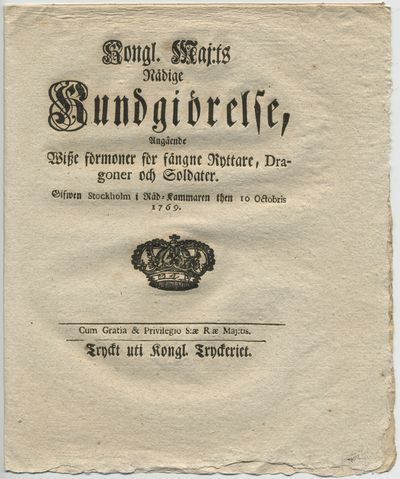 Kongl. Maj:ts
Nådige
Kundgiörelse,
Angående
Wiße förmoner för fångne Ryttare, Dra-
goner och Soldater.
Gifwen Stockholm i Råd-Kammaren then 10 Octobris
1769.
Cum Gratia & Privilegio S:æ R:æ Maj:tis.
Tryckt uti Kongl. Tryckeriet.